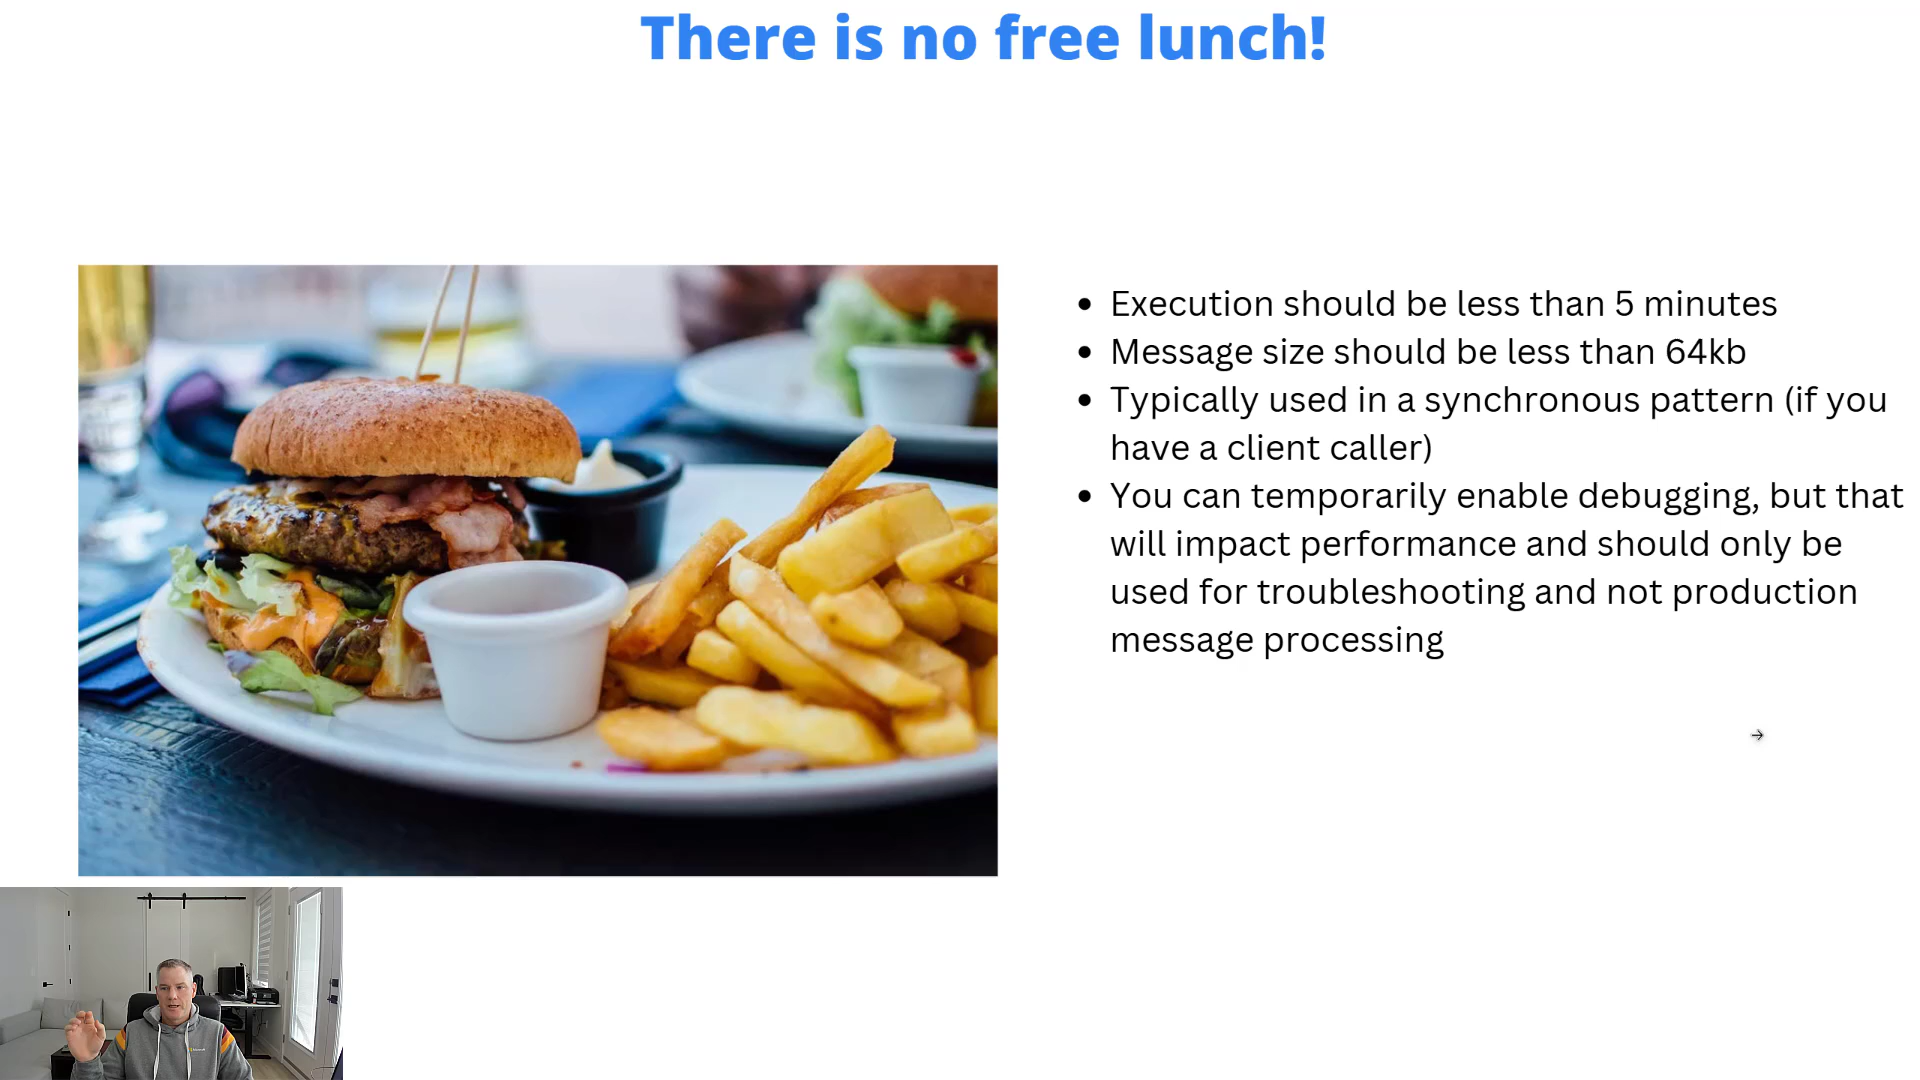 There is no free lunch!
• Execution should be less than 5 minutes
• Message size should be less than 64kb
• Typically used in a synchronous pattern (if you
have a client caller)
• You can temporarily enable debugging, but that
will impact performance and should only be
used for troubleshooting and not production
message processing